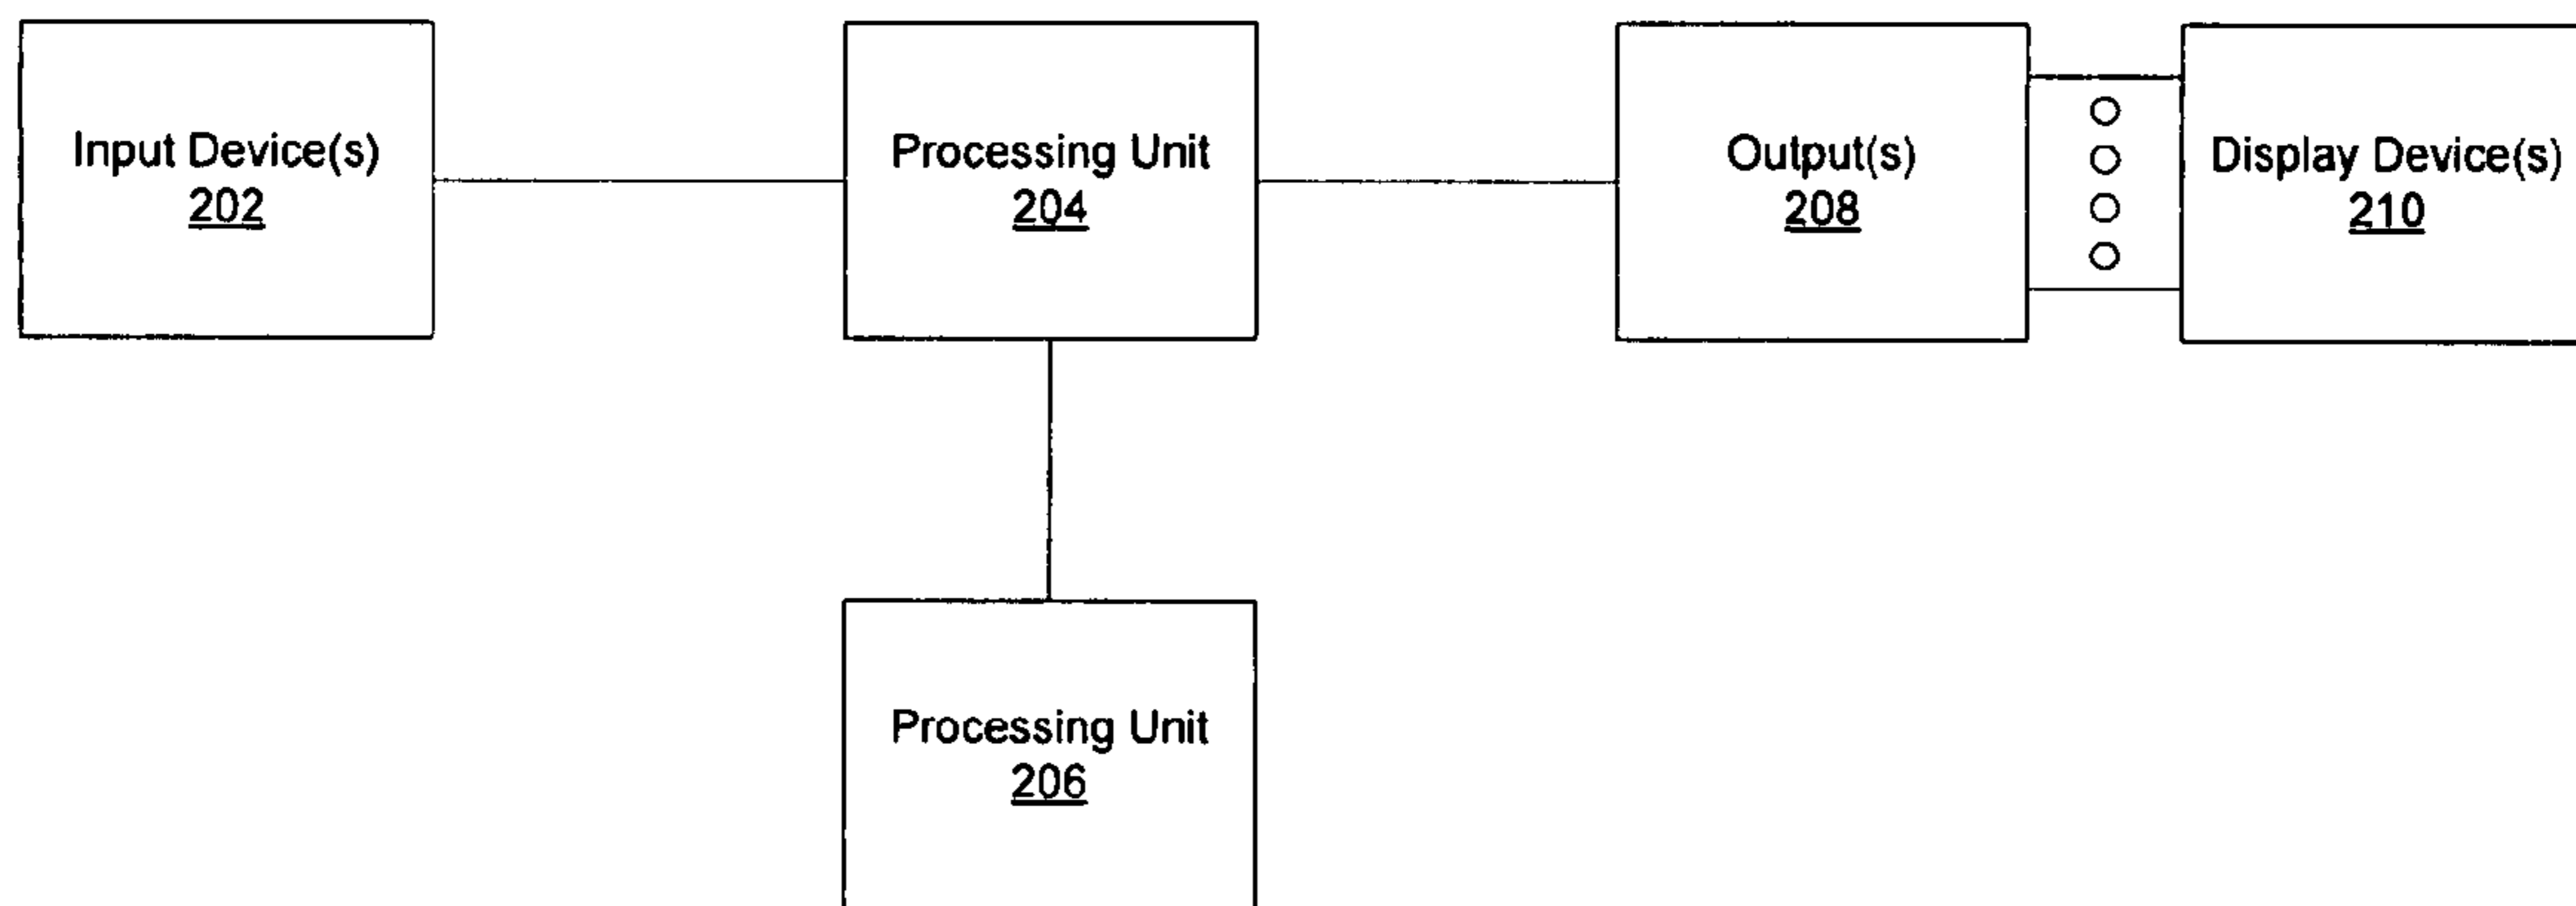 Input Device(s)
202
Processing Unit
204
Output(s)
208
Display Device(s)
210
Processing Unit
206